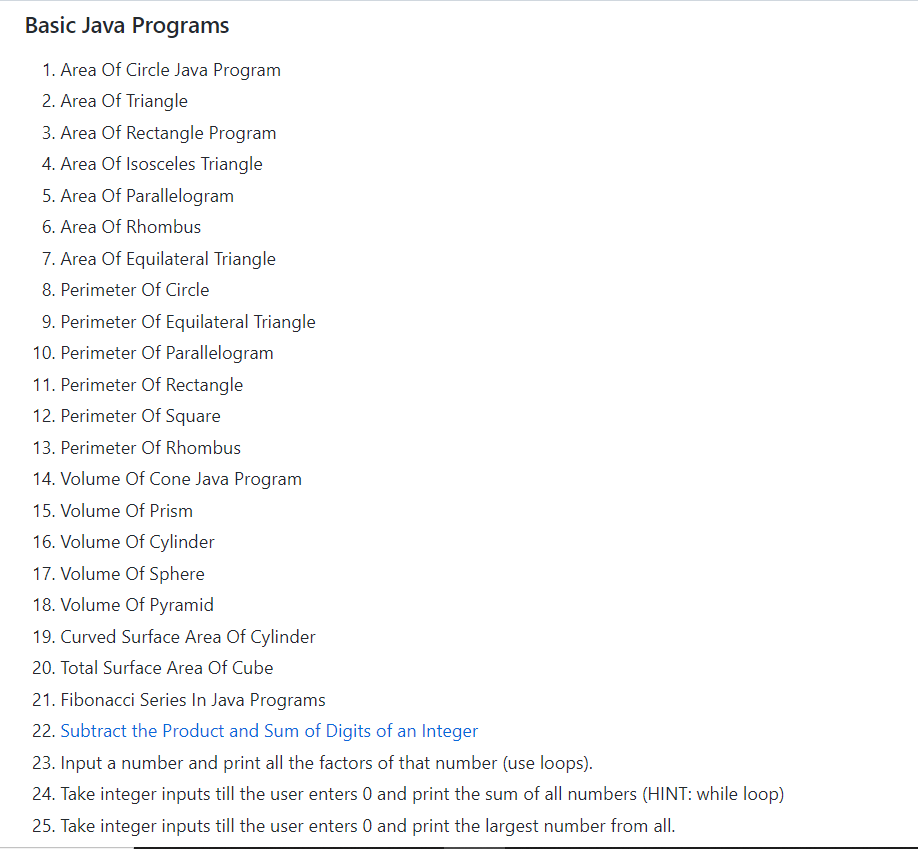 Basic Java Programs
1. Area Of Circle Java Program
2. Area Of Triangle
3. Area Of Rectangle Program
4. Area Of Isosceles Triangle
5. Area Of Parallelogram
6. Area Of Rhombus
7. Area Of Equilateral Triangle
8. Perimeter Of Circle
9. Perimeter Of Equilateral Triangle
10. Perimeter Of Parallelogram
11. Perimeter Of Rectangle
12. Perimeter Of Square
13. Perimeter Of Rhombus
14. Volume Of Cone Java Program
15. Volume Of Prism
16. Volume Of Cylinder
17. Volume Of Sphere
18. Volume Of Pyramid
19. Curved Surface Area Of Cylinder
20. Total Surface Area Of Cube
21. Fibonacci Series In Java Programs
22. Subtract the Product and Sum of Digits of an Integer
23. Input a number and print all the factors of that number (use loops).
24. Take integer inputs till the user enters 0 and print the sum of all numbers (HINT: while loop)
25. Take integer inputs till the user enters 0 and print the largest number from all.